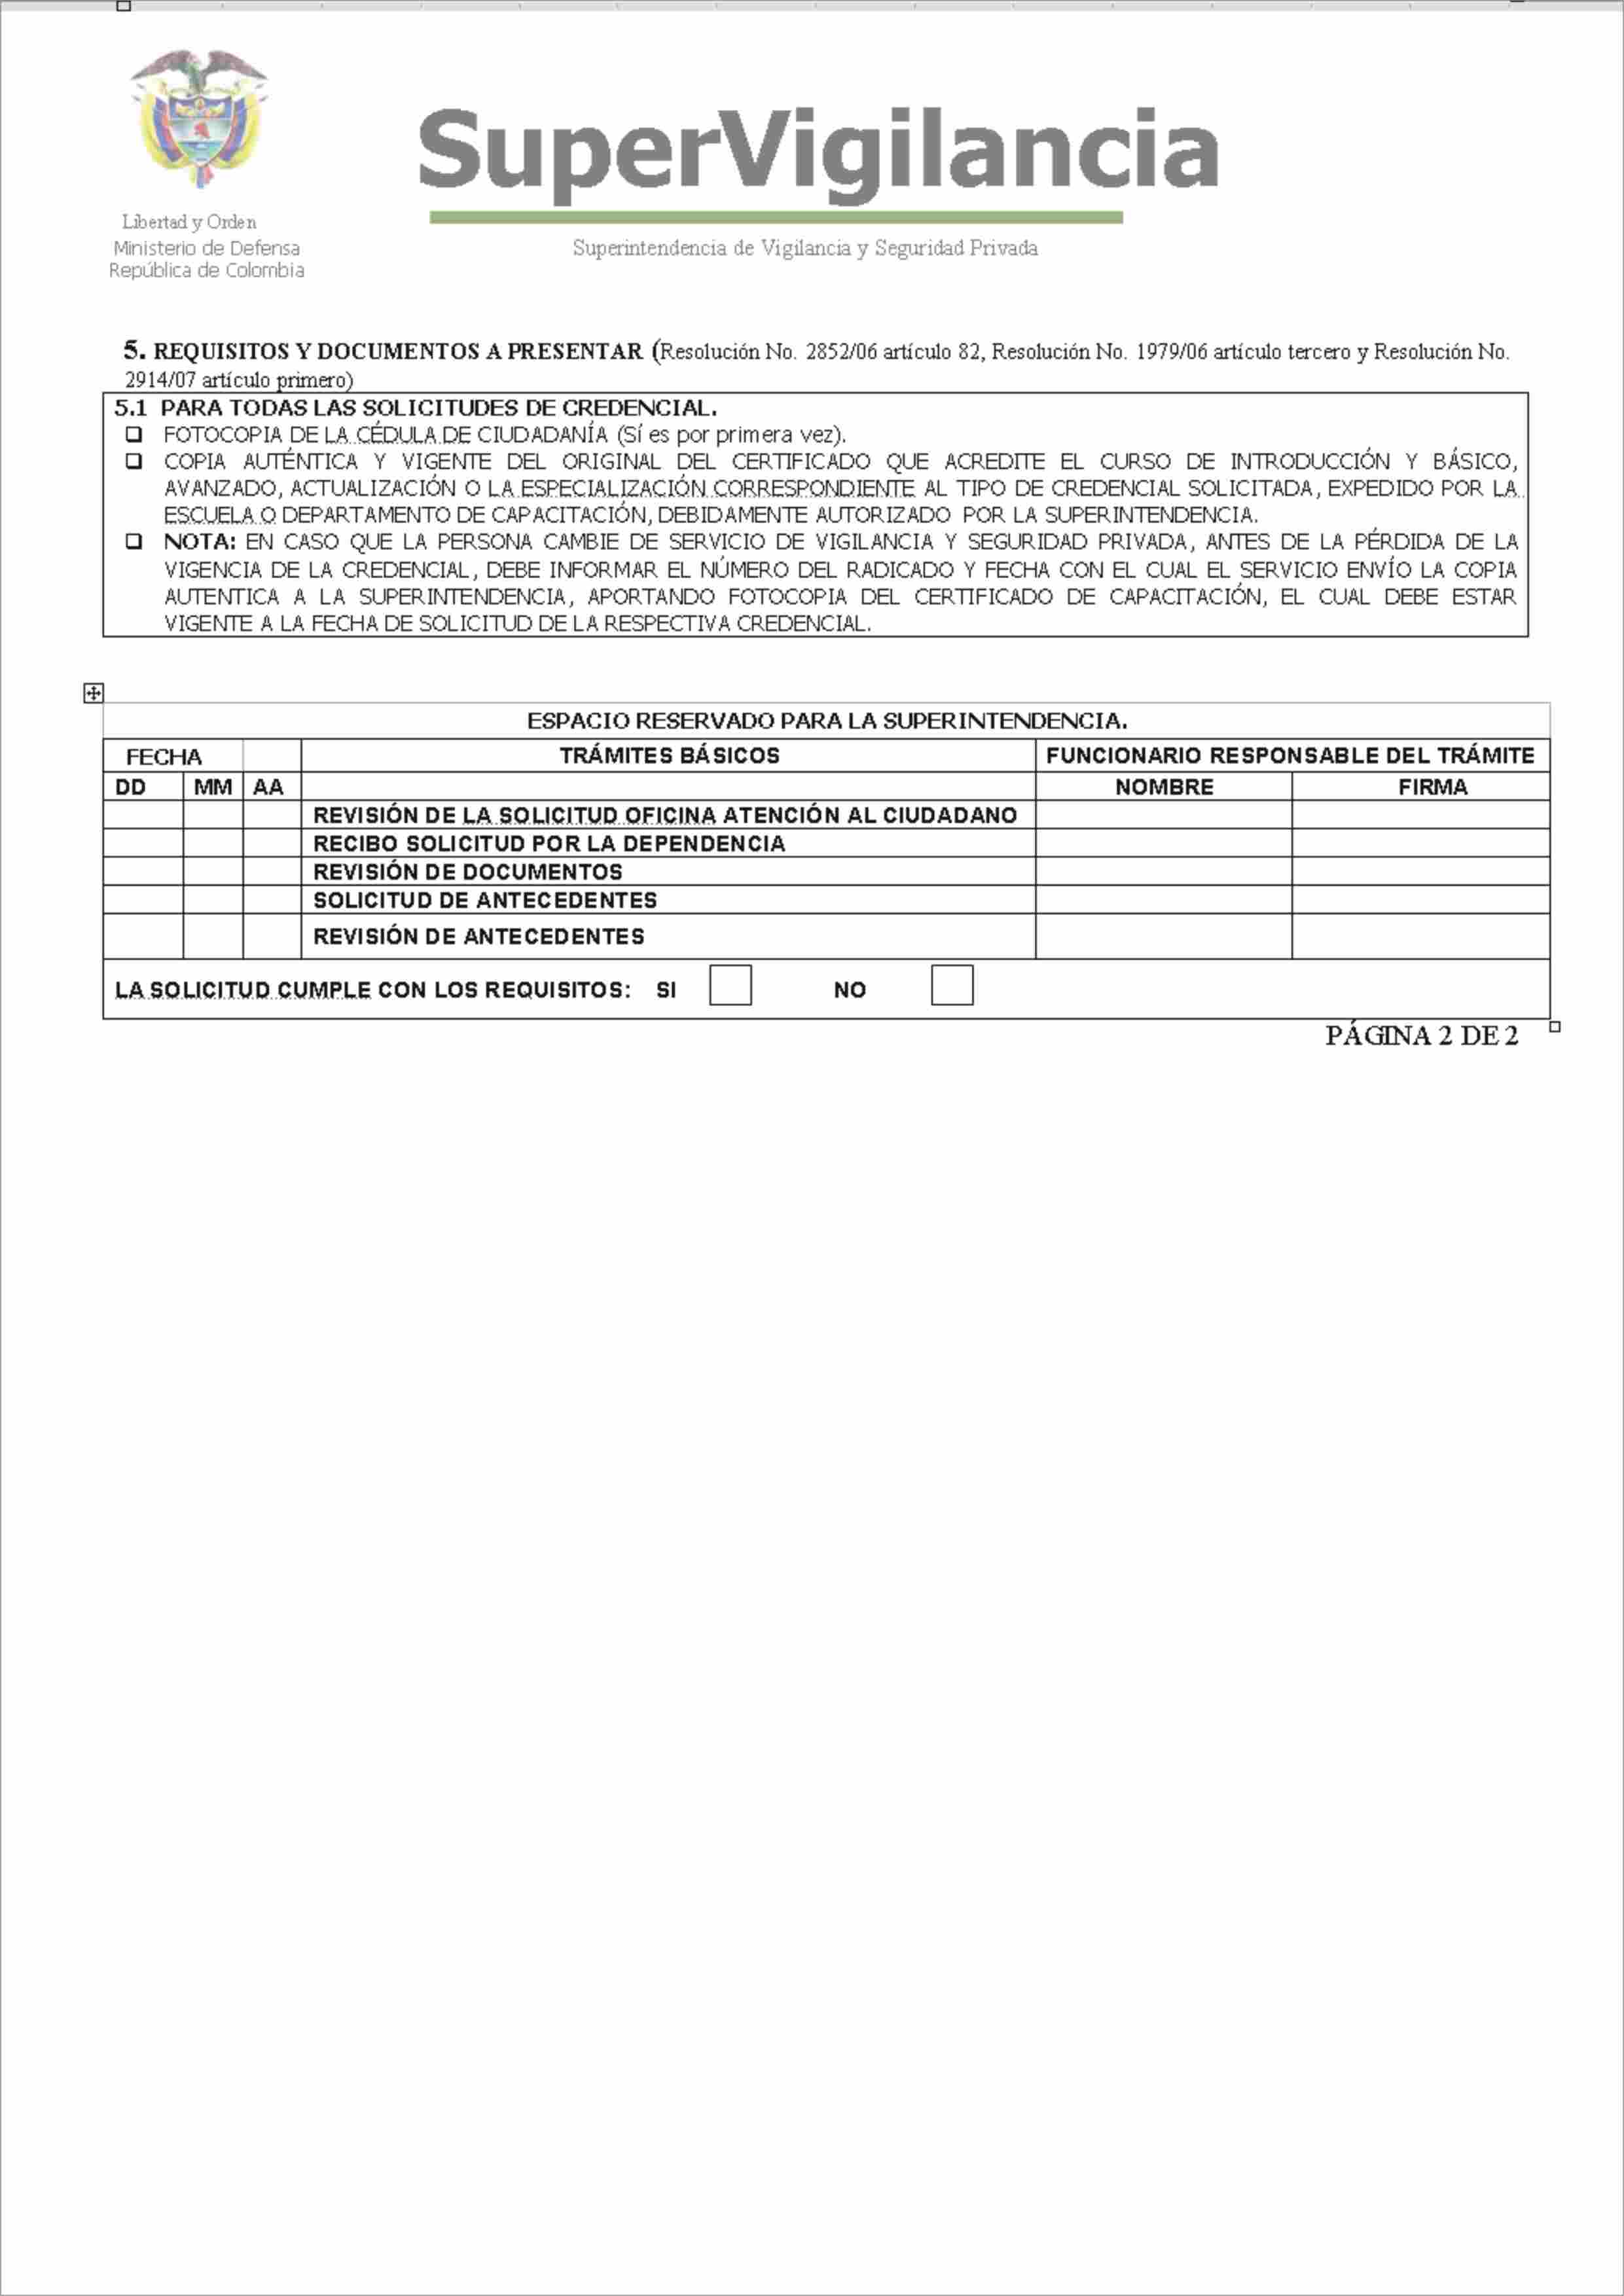 SuperVigilancia
Libertad y Orden
Ministerio de Defensa
República de Colombia
Superintendencia de Vigilancia y Seguridad Privada
5. REQUISITOS Y DOCUMENTOS A PRESENTAR (Resolución No. 2852/06 artículo 82, Resolución No. 1979/06 artículo tercero y Resolución No.
2914/07 artículo primero)
5.1 PARA TODAS LAS SOLICITUDES DE CREDENCIAL.
❑ FOTOCOPIA DE LA CÉDULA DE CIUDADANÍA (Sí es por primera vez).
❑ COPIA AUTÉNTICA Y VIGENTE DEL ORIGINAL DEL CERTIFICADO QUE ACREDITE EL CURSO DE INTRODUCCIÓN Y BÁSICO,
AVANZADO, ACTUALIZACIÓN O LA ESPECIALIZACIÓN CORRESPONDIENTE AL TIPO DE CREDENCIAL SOLICITADA, EXPEDIDO POR LA
ESCUELA O DEPARTAMENTO DE CAPACITACIÓN, DEBIDAMENTE AUTORIZADO POR LA SUPERINTENDENCIA.
❑ NOTA: EN CASO QUE LA PERSONA CAMBIE DE SERVICIO DE VIGILANCIA Y SEGURIDAD PRIVADA, ANTES DE LA PÉRDIDA DE LA
VIGENCIA DE LA CREDENCIAL, DEBE INFORMAR EL NÚMERO DEL RADICADO Y FECHA CON EL CUAL EL SERVICIO ENVÍO LA COPIA
AUTENTICA A LA SUPERINTENDENCIA, APORTANDO FOTOCOPIA DEL CERTIFICADO DE CAPACITACIÓN, EL CUAL DEBE ESTAR
VIGENTE A LA FECHA DE SOLICITUD DE LA RESPECTIVA CREDENCIAL.
ESPACIO RESERVADO PARA LA SUPERINTENDENCIA.
FECHA TRÁMITES BÁSICOS FUNCIONARIO RESPONSABLE DEL TRÁMITE
DD MM AA NOMBRE FIRMA
REVISIÓN DE LA SOLICITUD OFICINA ATENCIÓN AL CIUDADANO
RECIBO SOLICITUD POR LA DEPENDENCIA
REVISIÓN DE DOCUMENTOS
SOLICITUD DE ANTECEDENTES
REVISIÓN DE ANTECEDENTES
LA SOLICITUD CUMPLE CON LOS REQUISITOS: SI NO
PÁGINA 2 DE 2